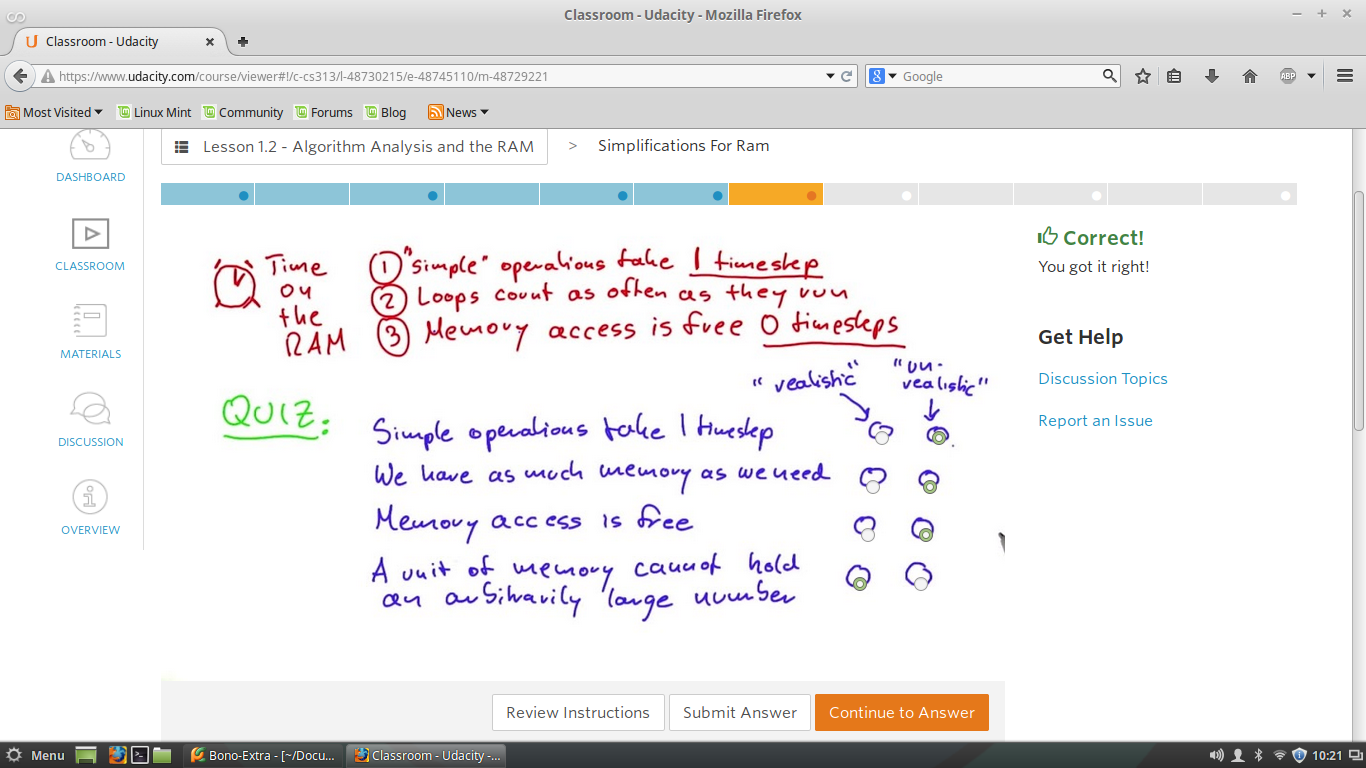 Classroom - Udacity - Mozilla Firefox
Classroom - Udacity
https://www.udacity.com/course/viewer#!/c-cs313/l-48730215/e-48745110/m-48729221
Google
ABP
Most Visited
Linux Mint
Community
Forums
Blog
News
DASHBOARD
CLASSROOM
MATERIALS
DISCUSSION
OVERVIEW
Lesson 1.2 - Algorithm Analysis and the RAM > Simplifications For Ram
Time on the RAM
1 "simple" operations take 1 timestep
2 Loops count as often as they run
3 Memory access is free 0 timesteps
"realistic"
"un-
realistic"
QUIZ:
Simple operations take 1 timestep
We have as much memory as we need
Memory access is free
A unit of memory cannot hold
an arbitrarily large number
Correct!
You got it right!
Get Help
Discussion Topics
Report an Issue
Review Instructions
Submit Answer
Continue to Answer
Menu
Bono-Extra - [~/Docu...
Classroom - Udacity -...
10:21